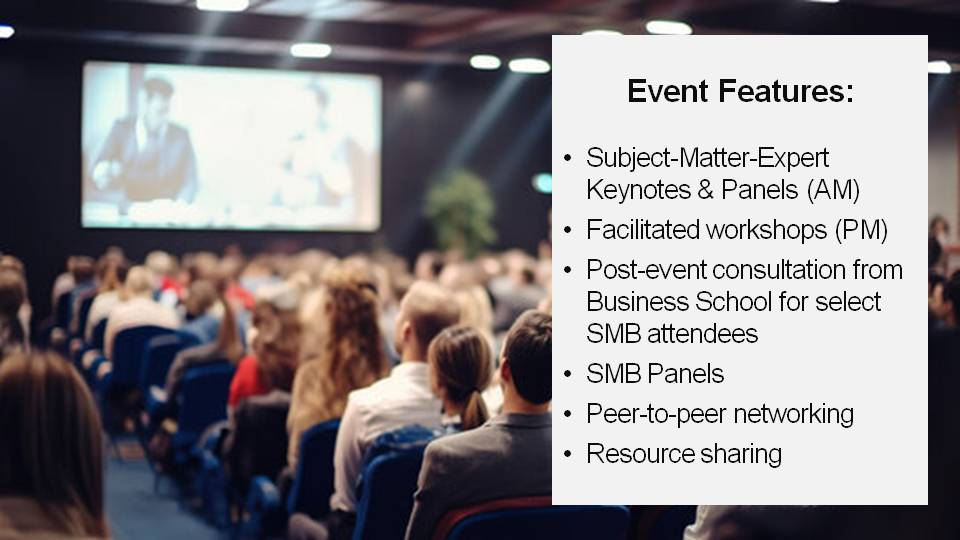 Event Features:
• Subject-Matter-Expert
Keynotes & Panels (AM)
• Facilitated workshops (PM)
• Post-event consultation from
Business School for select
SMB attendees
• SMB Panels
• Peer-to-peer networking
• Resource sharing